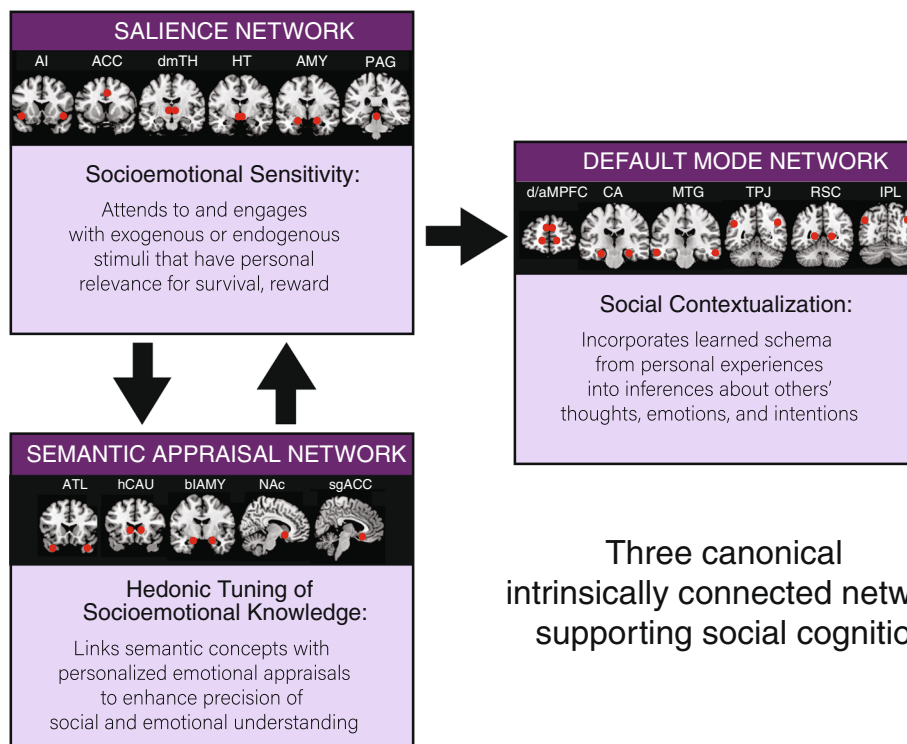 SALIENCE NETWORK
AI ACC dmTH HT AMY PAG
Socioemotional Sensitivity:
Attends to and engages
with exogenous or endogenous
stimuli that have personal
relevance for survival, reward
DEFAULT MODE NETWORK
d/aMPFC CA MTG TPJ RSC IPL
Social Contextualization:
Incorporates learned schema
from personal experiences
into inferences about others’
thoughts, emotions, and intentions
SEMANTIC APPRAISAL NETWORK
ATL hCAU blAMY NAc sgACC
Hedonic Tuning of
Socioemotional Knowledge:
Links semantic concepts with
personalized emotional appraisals
to enhance precision of
social and emotional understanding
Three canonical
intrinsically connected
supporting social